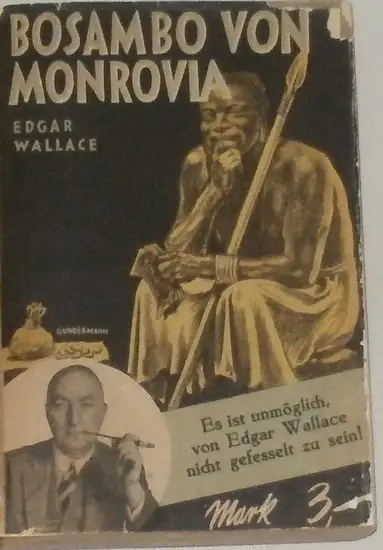 BOSAMBO VON
MONROVIA
EDGAR
WALLACE
GUNDERMANN
Es ist unmöglich,
von Edgar Wallace
nicht gefesselt zu sein!
Mark 3,-